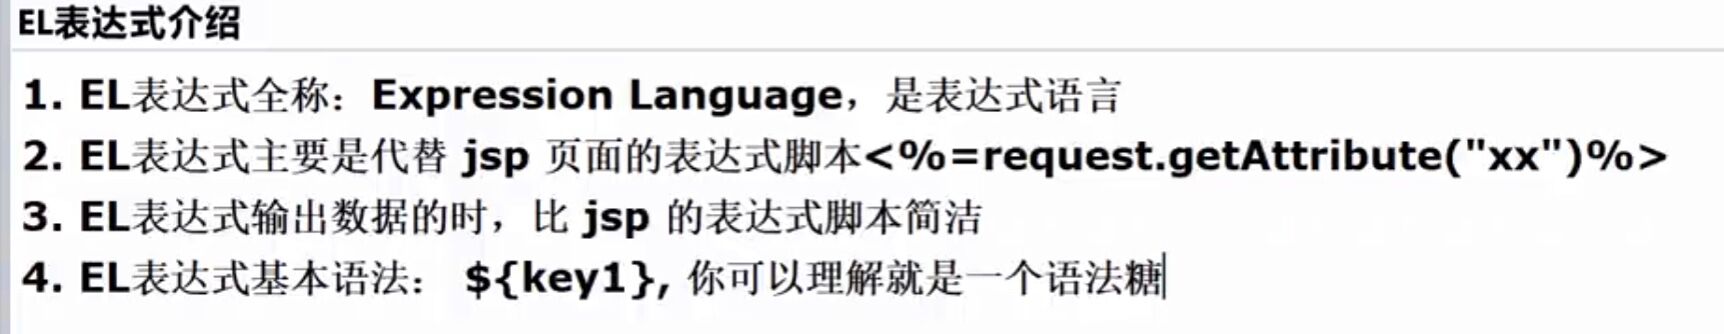 EL表达式介绍
1. EL表达式全称：Expression Language，是表达式语言
2. EL表达式主要是代替 jsp 页面的表达式脚本<%=request.getAttribute("xx")%>
3. EL表达式输出数据的时，比 jsp 的表达式脚本简洁
4. EL表达式基本语法： ${key1}, 你可以理解就是一个语法糖